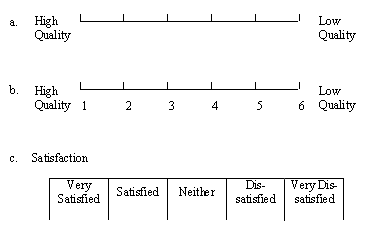 a. High Low
Quality Quality
b. High Low
Quality 1 2 3 4 5 6 Quality
c. Satisfaction
Very Satisfied Neither Dis- Very Dis-
Satisfied satisfied satisfied